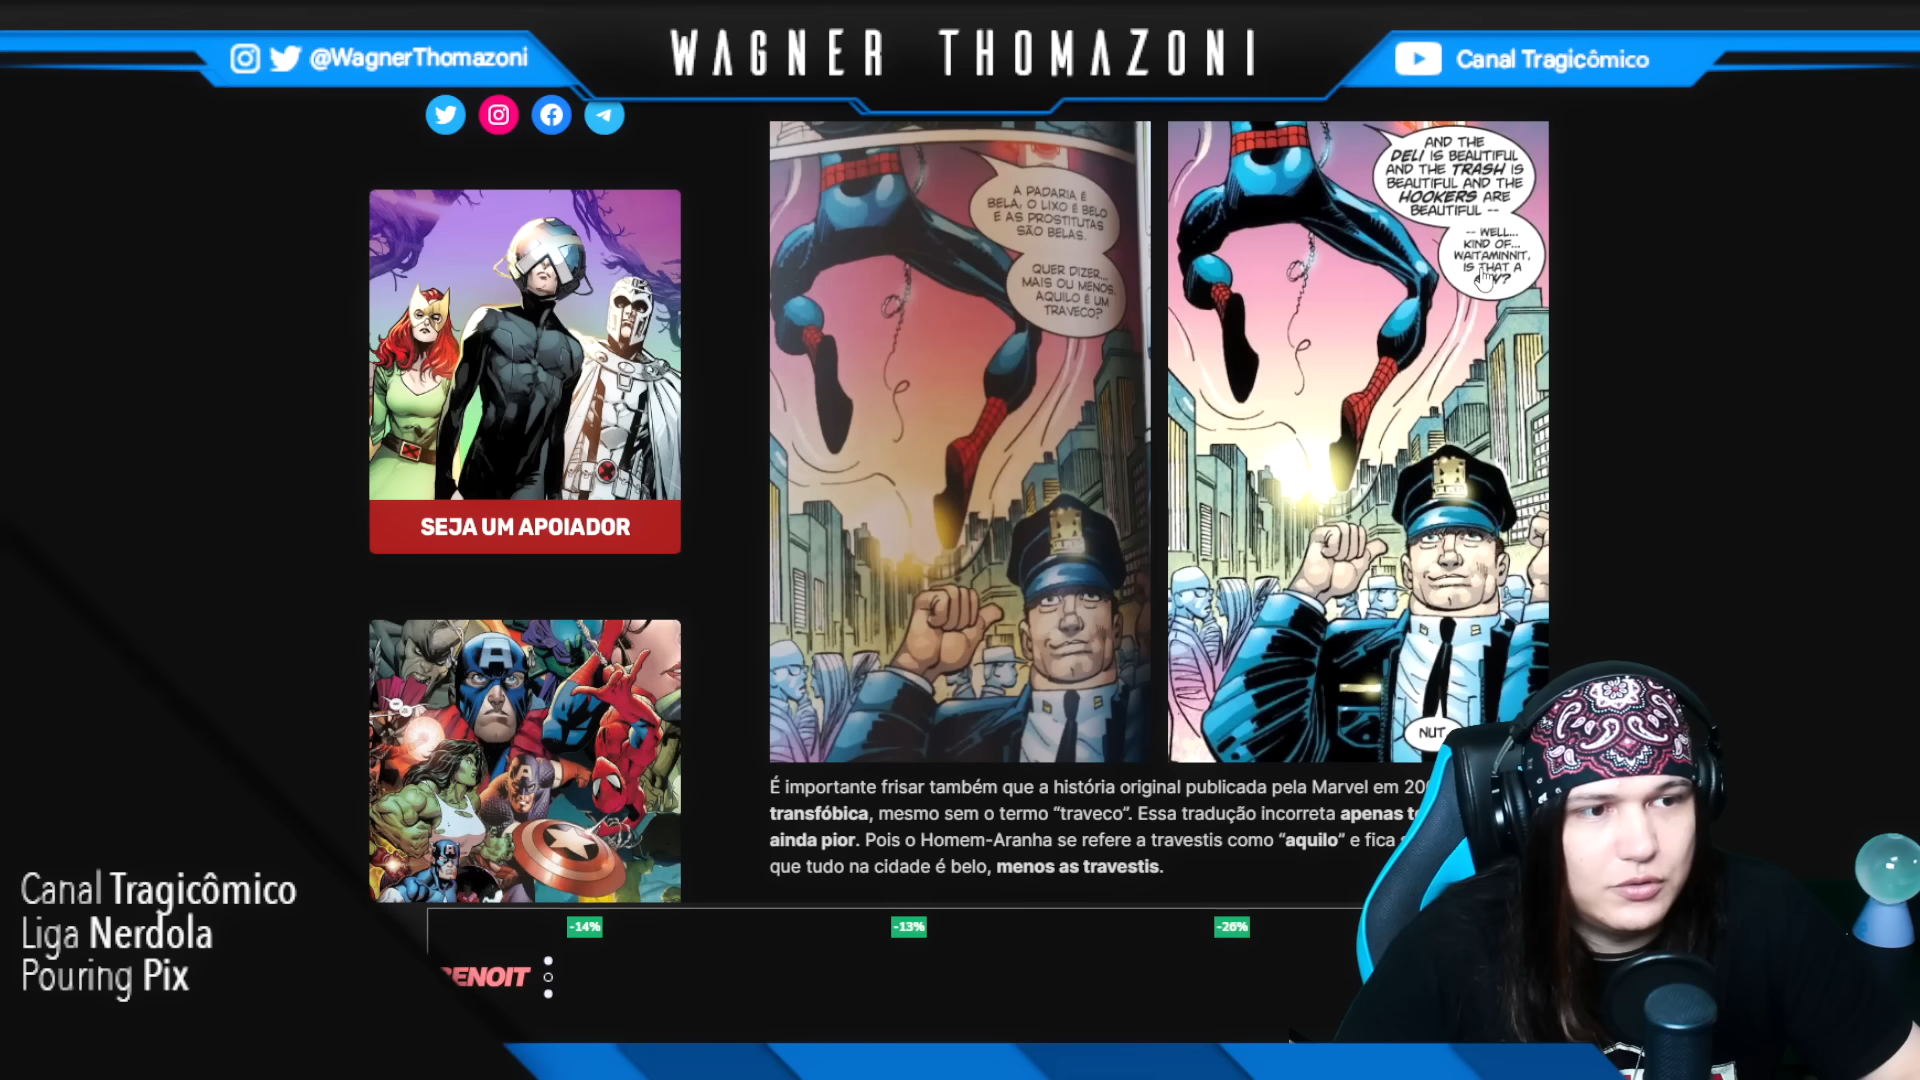 @WagnerThomazoni
WAGNER THOMAZONI
Canal Tragicômico
SEJA UM APOIADOR
A PADARIA É
BELA, O LIXO É BELO
E AS PROSTITUTAS
SÃO BELAS.
QUER DIZER...
MAIS OU MENOS.
AQUILO É UM
TRAVECO?
AND THE
DELI IS BEAUTIFUL
AND THE TRASH IS
BEAUTIFUL AND THE
HOOKERS ARE
BEAUTIFUL --
-- WELL...
KIND OF...
WAITAMINNIT,
IS THAT A
NUT
É importante frisar também que a história original publicada pela Marvel em
transfóbica, mesmo sem o termo “traveco”. Essa tradução incorreta apenas
ainda pior. Pois o Homem-Aranha se refere a travestis como “aquilo” e fica
que tudo na cidade é belo, menos as travestis.
Canal Tragicômico
Liga Nerdola
Pouring Pix
-14%
-13%
-26%
ENOIT